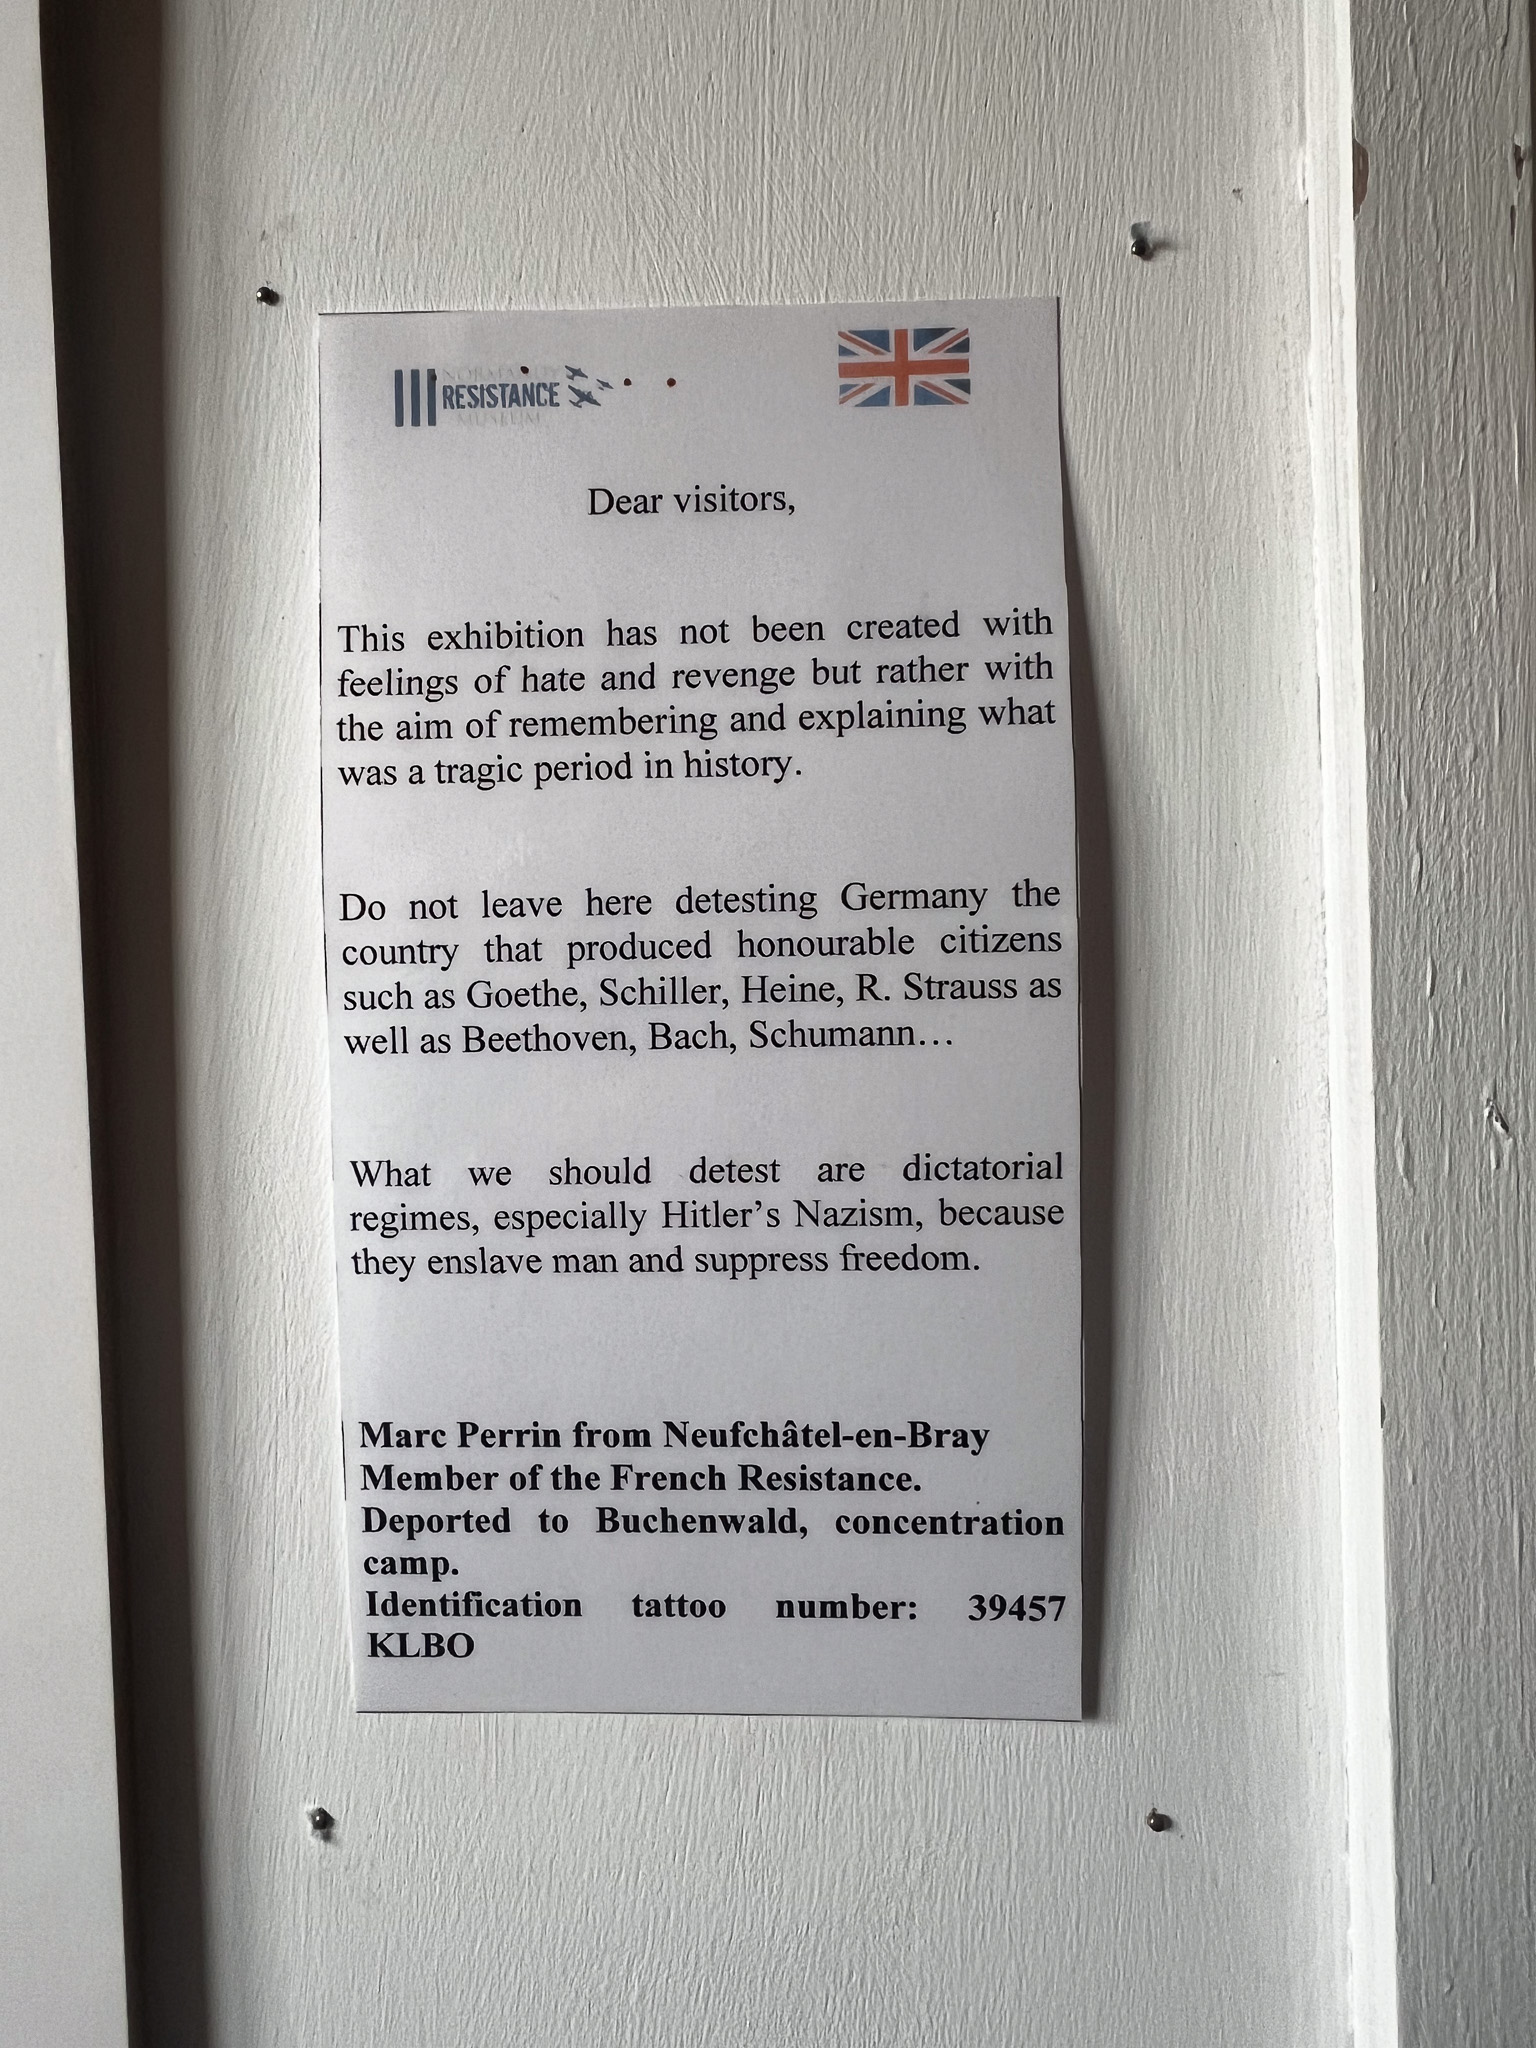 NORMANDY
RESISTANCE
MUSEUM
Dear visitors,
This exhibition has not been created with
feelings of hate and revenge but rather with
the aim of remembering and explaining what
was a tragic period in history.
Do not leave here detesting Germany the
country that produced honourable citizens
such as Goethe, Schiller, Heine, R. Strauss as
well as Beethoven, Bach, Schumann…
What we should detest are dictatorial
regimes, especially Hitler’s Nazism, because
they enslave man and suppress freedom.
Marc Perrin from Neufchâtel-en-Bray
Member of the French Resistance.
Deported to Buchenwald, concentration
camp.
Identification tattoo number: 39457
KLBO